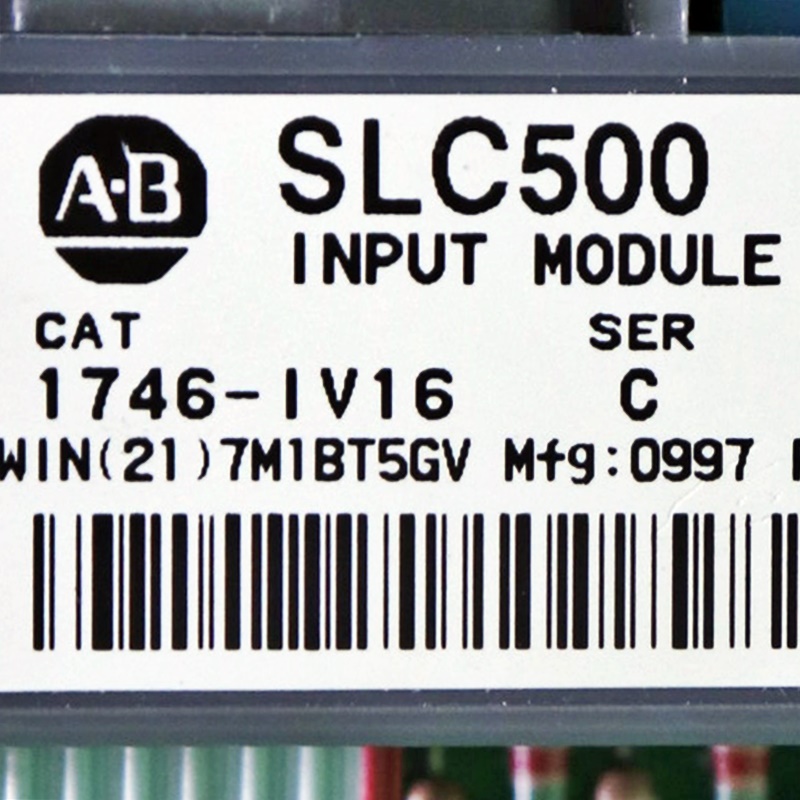 A·B SLC500
INPUT MODULE
CAT SER
1746-IV16 C
WIN(21)7M1BT5GV Mfg:0997